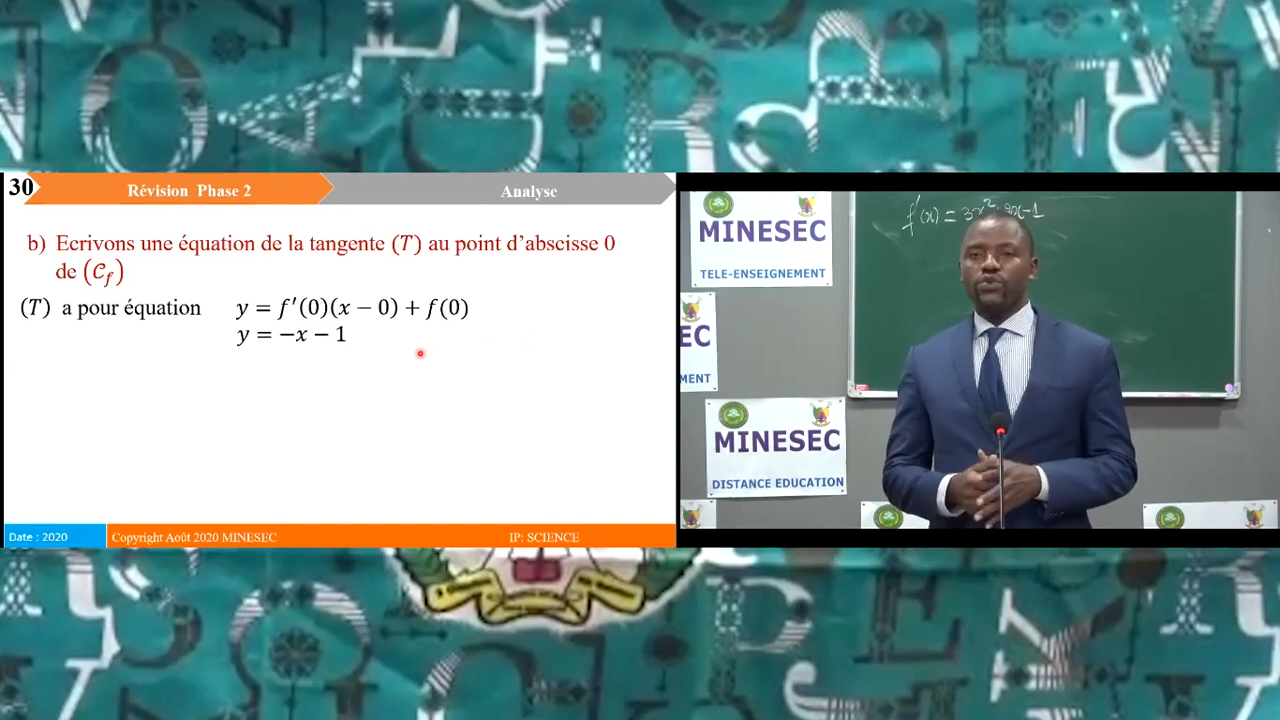 30
Révision Phase 2
Analyse
b) Ecrivons une équation de la tangente (T) au point d'abscisse 0
de (𝒞f)
(T) a pour équation y = f′(0)(x − 0) + f(0)
y = −x − 1
Date : 2020
Copyright Août 2020 MINESEC
IP: SCIENCE
MINESEC
TELE-ENSEIGNEMENT
EC
MENT
MINESEC
DISTANCE EDUCATION